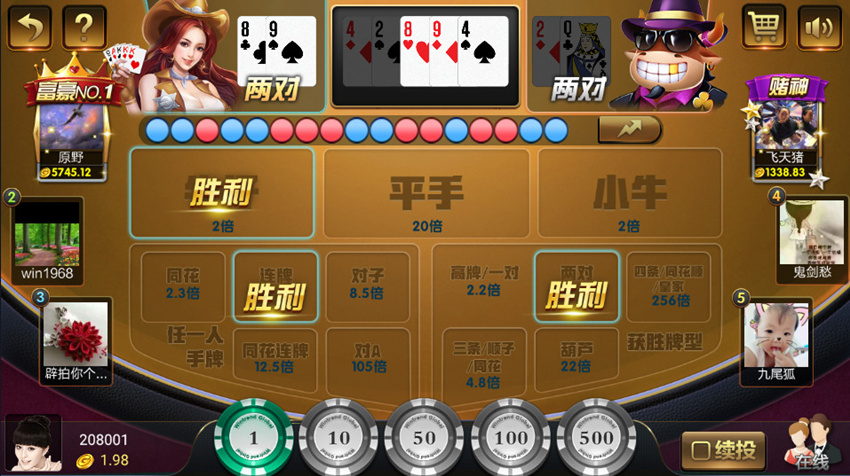 8 9
两对
4 2 8 9 4
2 Q
两对
富豪NO.1
原野
5745.12
赌神
飞天猪
1338.83
胜利
2倍
平手
20倍
小牛
2倍
2
win1968
4
鬼剑愁
同花
2.3倍
连牌
胜利
对子
8.5倍
高牌/一对
2.2倍
两对
胜利
四条/同花顺
/皇家
256倍
3
辟拍你个...
5
九尾狐
任一人
手牌
同花连牌
12.5倍
对A
105倍
三条/顺子
/同花
4.8倍
葫芦
22倍
获胜牌型
208001
1.98
1
10
50
100
500
续投
在线